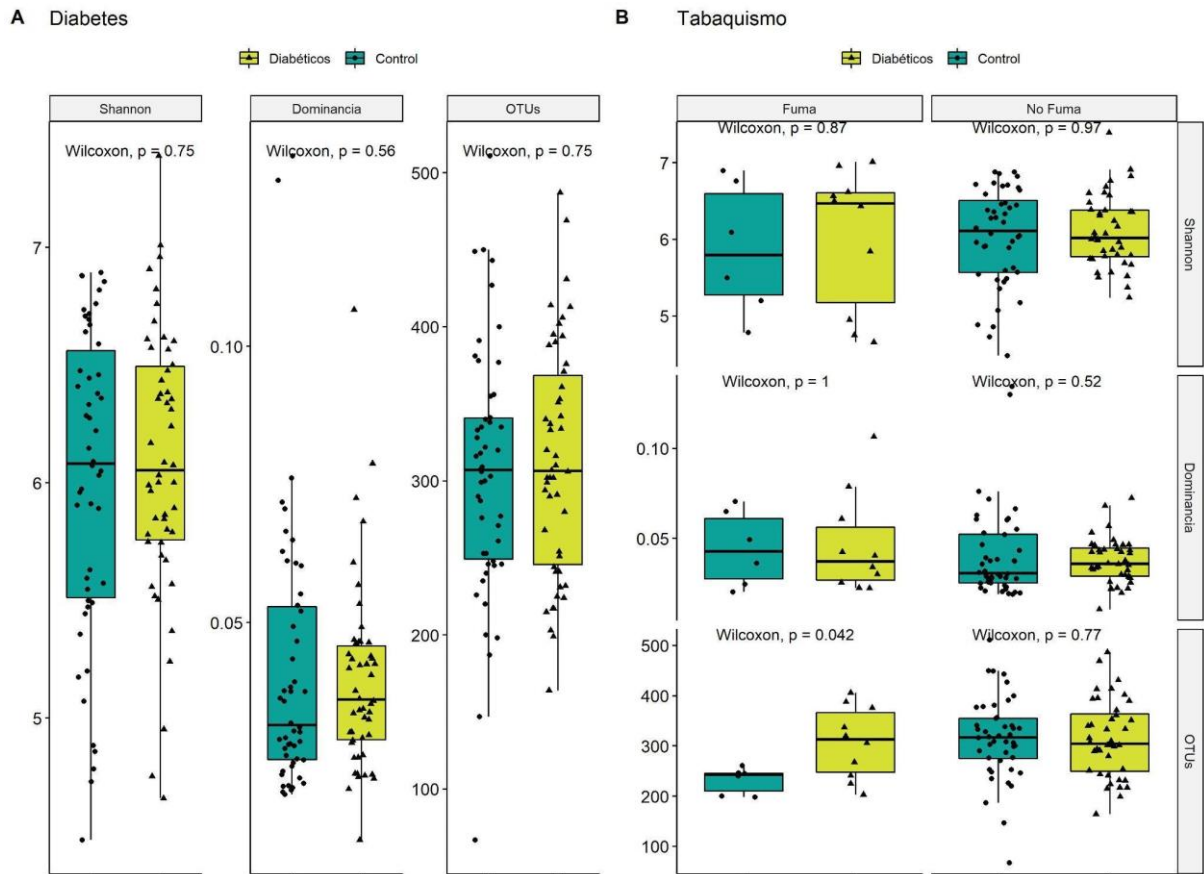 A Diabetes
Diabéticos Control
Shannon Dominancia OTUs
Wilcoxon, p = 0.75
Wilcoxon, p = 0.56
Wilcoxon, p = 0.75
7
6
5
0.10
0.05
500
400
300
200
100
B Tabaquismo
Diabéticos Control
Fuma No Fuma
Wilcoxon, p = 0.87
Wilcoxon, p = 0.97
7
6
5
Shannon
Wilcoxon, p = 1
Wilcoxon, p = 0.52
0.10
0.05
Dominancia
Wilcoxon, p = 0.042
Wilcoxon, p = 0.77
500
400
300
200
100
OTUs